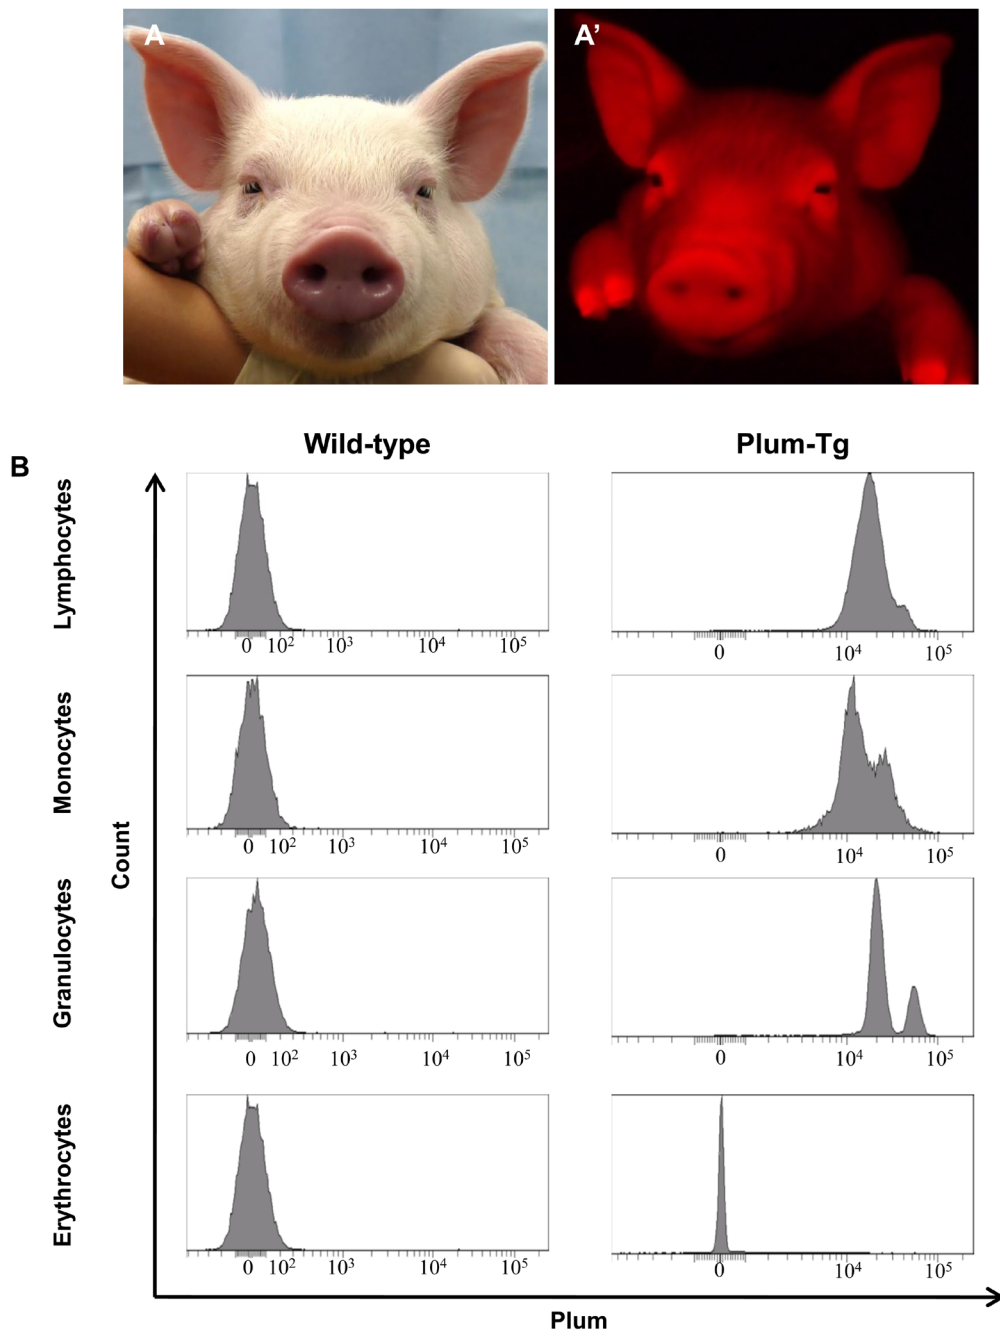 A A’
B
Wild-type Plum-Tg
Lymphocytes
0 10² 10³ 10⁴ 10⁵
0 10⁴ 10⁵
Monocytes
0 10² 10³ 10⁴ 10⁵
0 10⁴ 10⁵
Granulocytes
0 10² 10³ 10⁴ 10⁵
0 10⁴ 10⁵
Erythrocytes
0 10² 10³ 10⁴ 10⁵
0 10⁴ 10⁵
Count
Plum